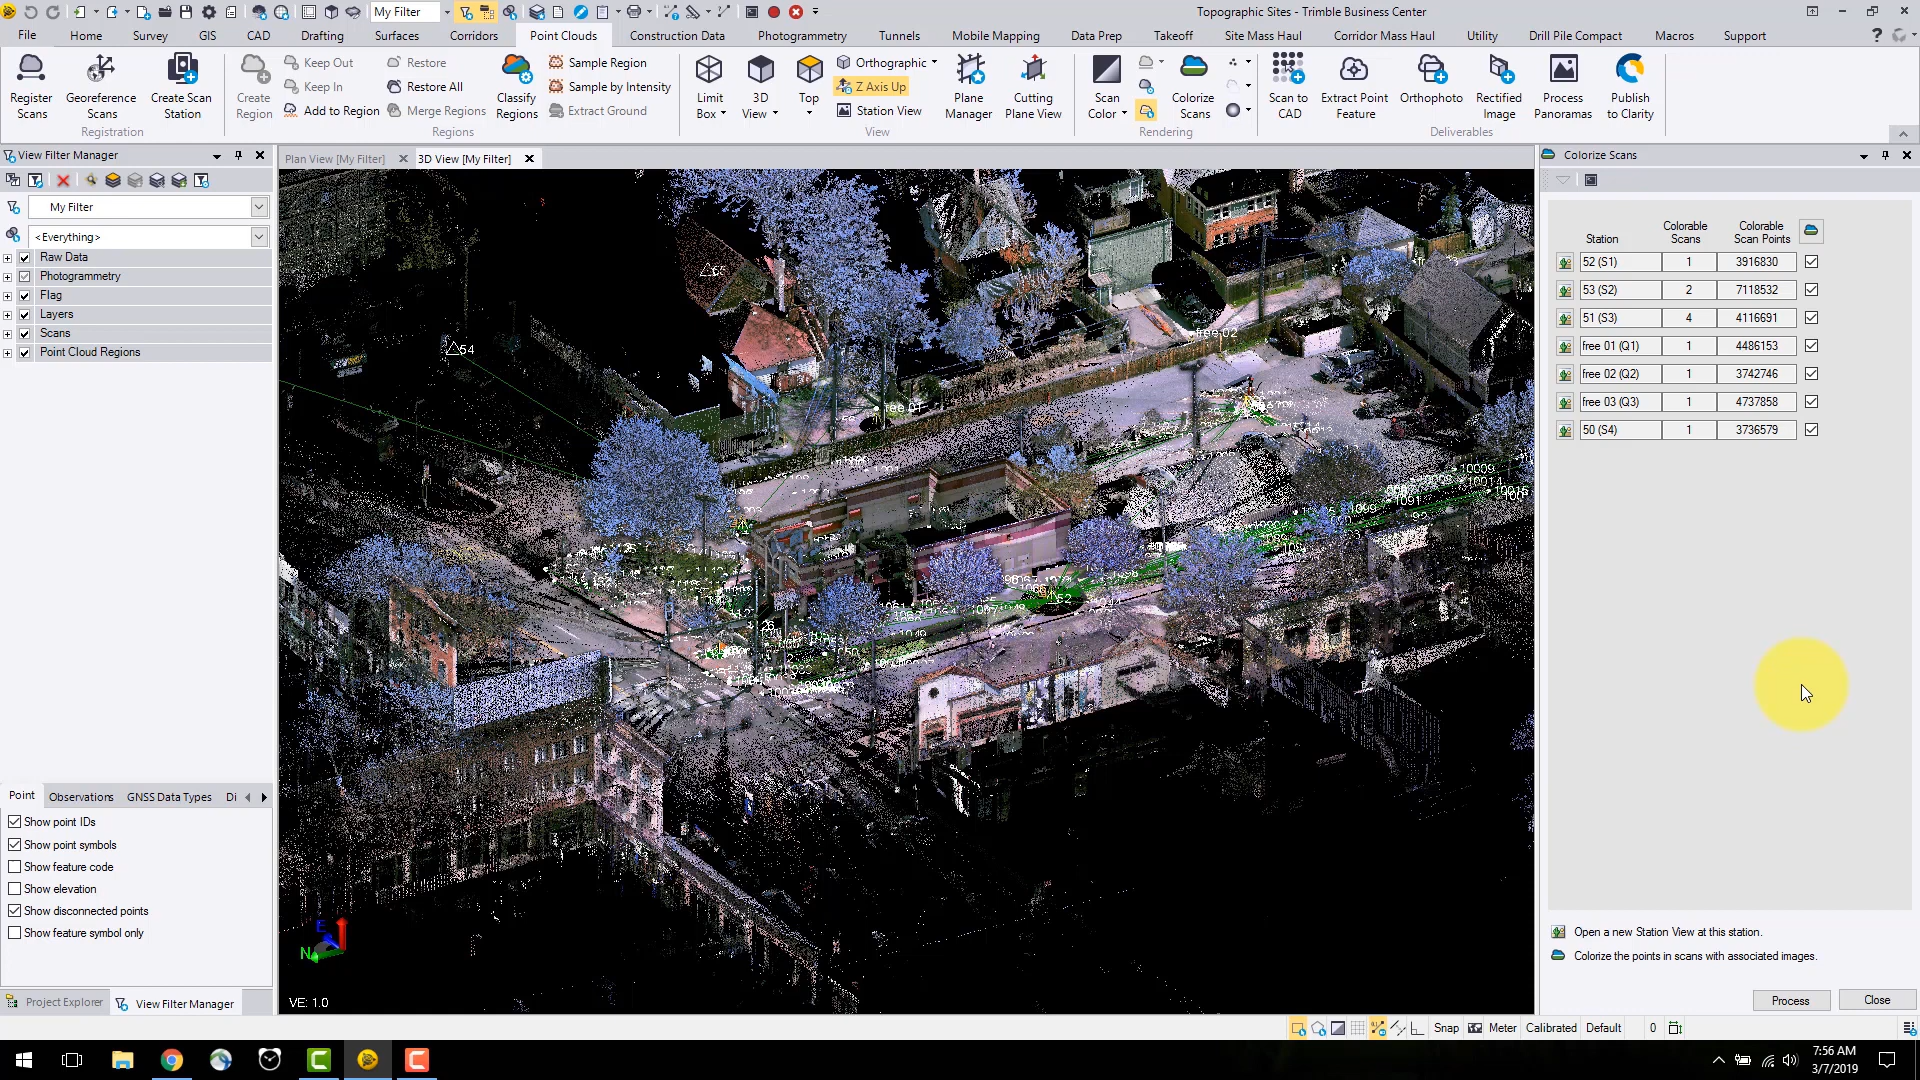 My Filter
Topographic Sites - Trimble Business Center
File Home Survey GIS CAD Drafting Surfaces Corridors Point Clouds Construction Data Photogrammetry Tunnels Mobile Mapping Data Prep Takeoff Site Mass Haul Corridor Mass Haul Utility Drill Pile Compact Macros Support
Register Scans
Georeference Scans
Create Scan Station
Registration
Create Region
Keep Out
Keep In
Add to Region
Restore
Restore All
Merge Regions
Classify Regions
Sample Region
Sample by Intensity
Extract Ground
Regions
Limit Box
3D View
Top
Orthographic
Z Axis Up
Station View
Plane Manager
Cutting Plane View
View
Scan Color
Colorize Scans
Rendering
Scan to CAD
Extract Point Feature
Orthophoto
Rectified Image
Process Panoramas
Publish to Clarity
Deliverables
View Filter Manager
My Filter
<Everything>
Raw Data
Photogrammetry
Flag
Layers
Scans
Point Cloud Regions
Point Observations GNSS Data Types Di
Show point IDs
Show point symbols
Show feature code
Show elevation
Show disconnected points
Show feature symbol only
Project Explorer View Filter Manager
Plan View [My Filter] 3D View [My Filter]
54
free 02
10009
10014
10015
52
26
E
N
VE: 1.0
Colorize Scans
Station Colorable Scans Colorable Scan Points
52 (S1) 1 3916830
53 (S2) 2 7118532
51 (S3) 4 4116691
free 01 (Q1) 1 4486153
free 02 (Q2) 1 3742746
free 03 (Q3) 1 4737858
50 (S4) 1 3736579
Open a new Station View at this station.
Colorize the points in scans with associated images.
Process Close
Snap Meter Calibrated Default 0
7:56 AM
3/7/2019